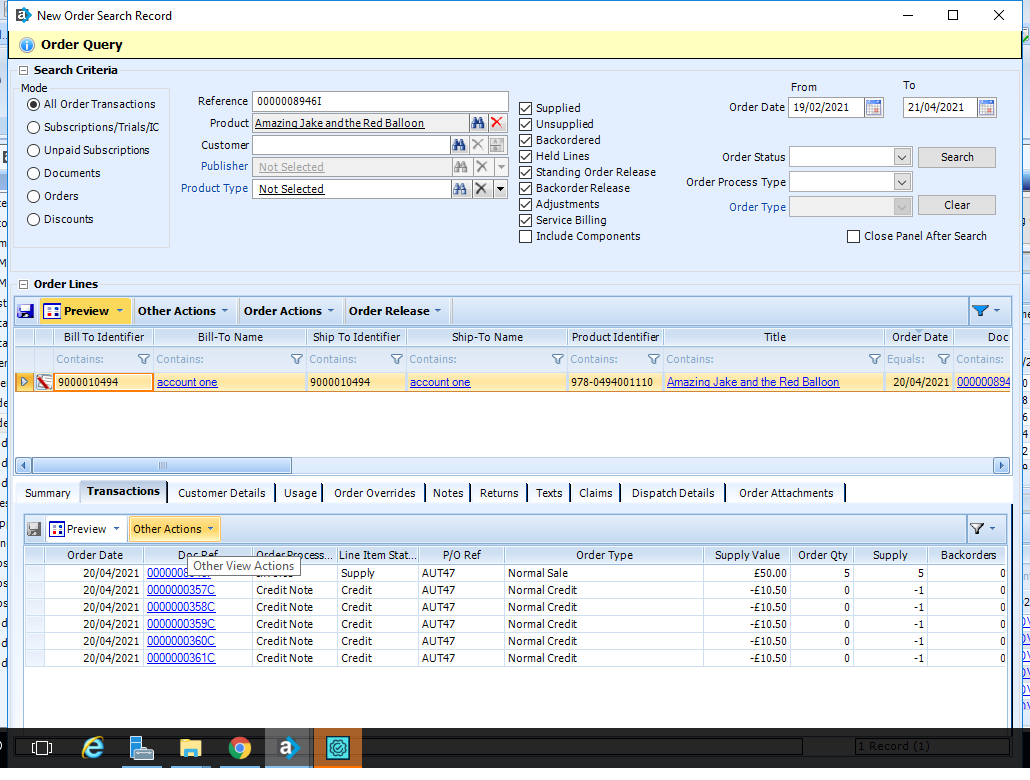 New Order Search Record
Order Query
Search Criteria
Mode
All Order Transactions
Subscriptions/Trials/IC
Unpaid Subscriptions
Documents
Orders
Discounts
Reference 0000008946I
Product Amazing Jake and the Red Balloon
Customer
Publisher Not Selected
Product Type Not Selected
Supplied
Unsupplied
Backordered
Held Lines
Standing Order Release
Backorder Release
Adjustments
Service Billing
Include Components
From To
Order Date 19/02/2021 21/04/2021
Order Status Search
Order Process Type
Order Type Clear
Close Panel After Search
Order Lines
Preview Other Actions Order Actions Order Release
Bill To Identifier Bill-To Name Ship To Identifier Ship-To Name Product Identifier Title Order Date Doc
Contains: Contains: Contains: Contains: Contains: Contains: Equals: Contains:
9000010494 account one 9000010494 account one 978-0494001110 Amazing Jake and the Red Balloon 20/04/2021 000000894
Summary Transactions Customer Details Usage Order Overrides Notes Returns Texts Claims Dispatch Details Order Attachments
Preview Other Actions
Order Date Doc Ref Order Process... Line Item Stat... P/O Ref Order Type Supply Value Order Qty Supply Backorders
Other View Actions
20/04/2021 Supply AUT47 Normal Sale £50.00 5 5 0
20/04/2021 0000000357C Credit Note Credit AUT47 Normal Credit -£10.50 0 -1 0
20/04/2021 0000000358C Credit Note Credit AUT47 Normal Credit -£10.50 0 -1 0
20/04/2021 0000000359C Credit Note Credit AUT47 Normal Credit -£10.50 0 -1 0
20/04/2021 0000000360C Credit Note Credit AUT47 Normal Credit -£10.50 0 -1 0
20/04/2021 0000000361C Credit Note Credit AUT47 Normal Credit -£10.50 0 -1 0
1 Record (1)